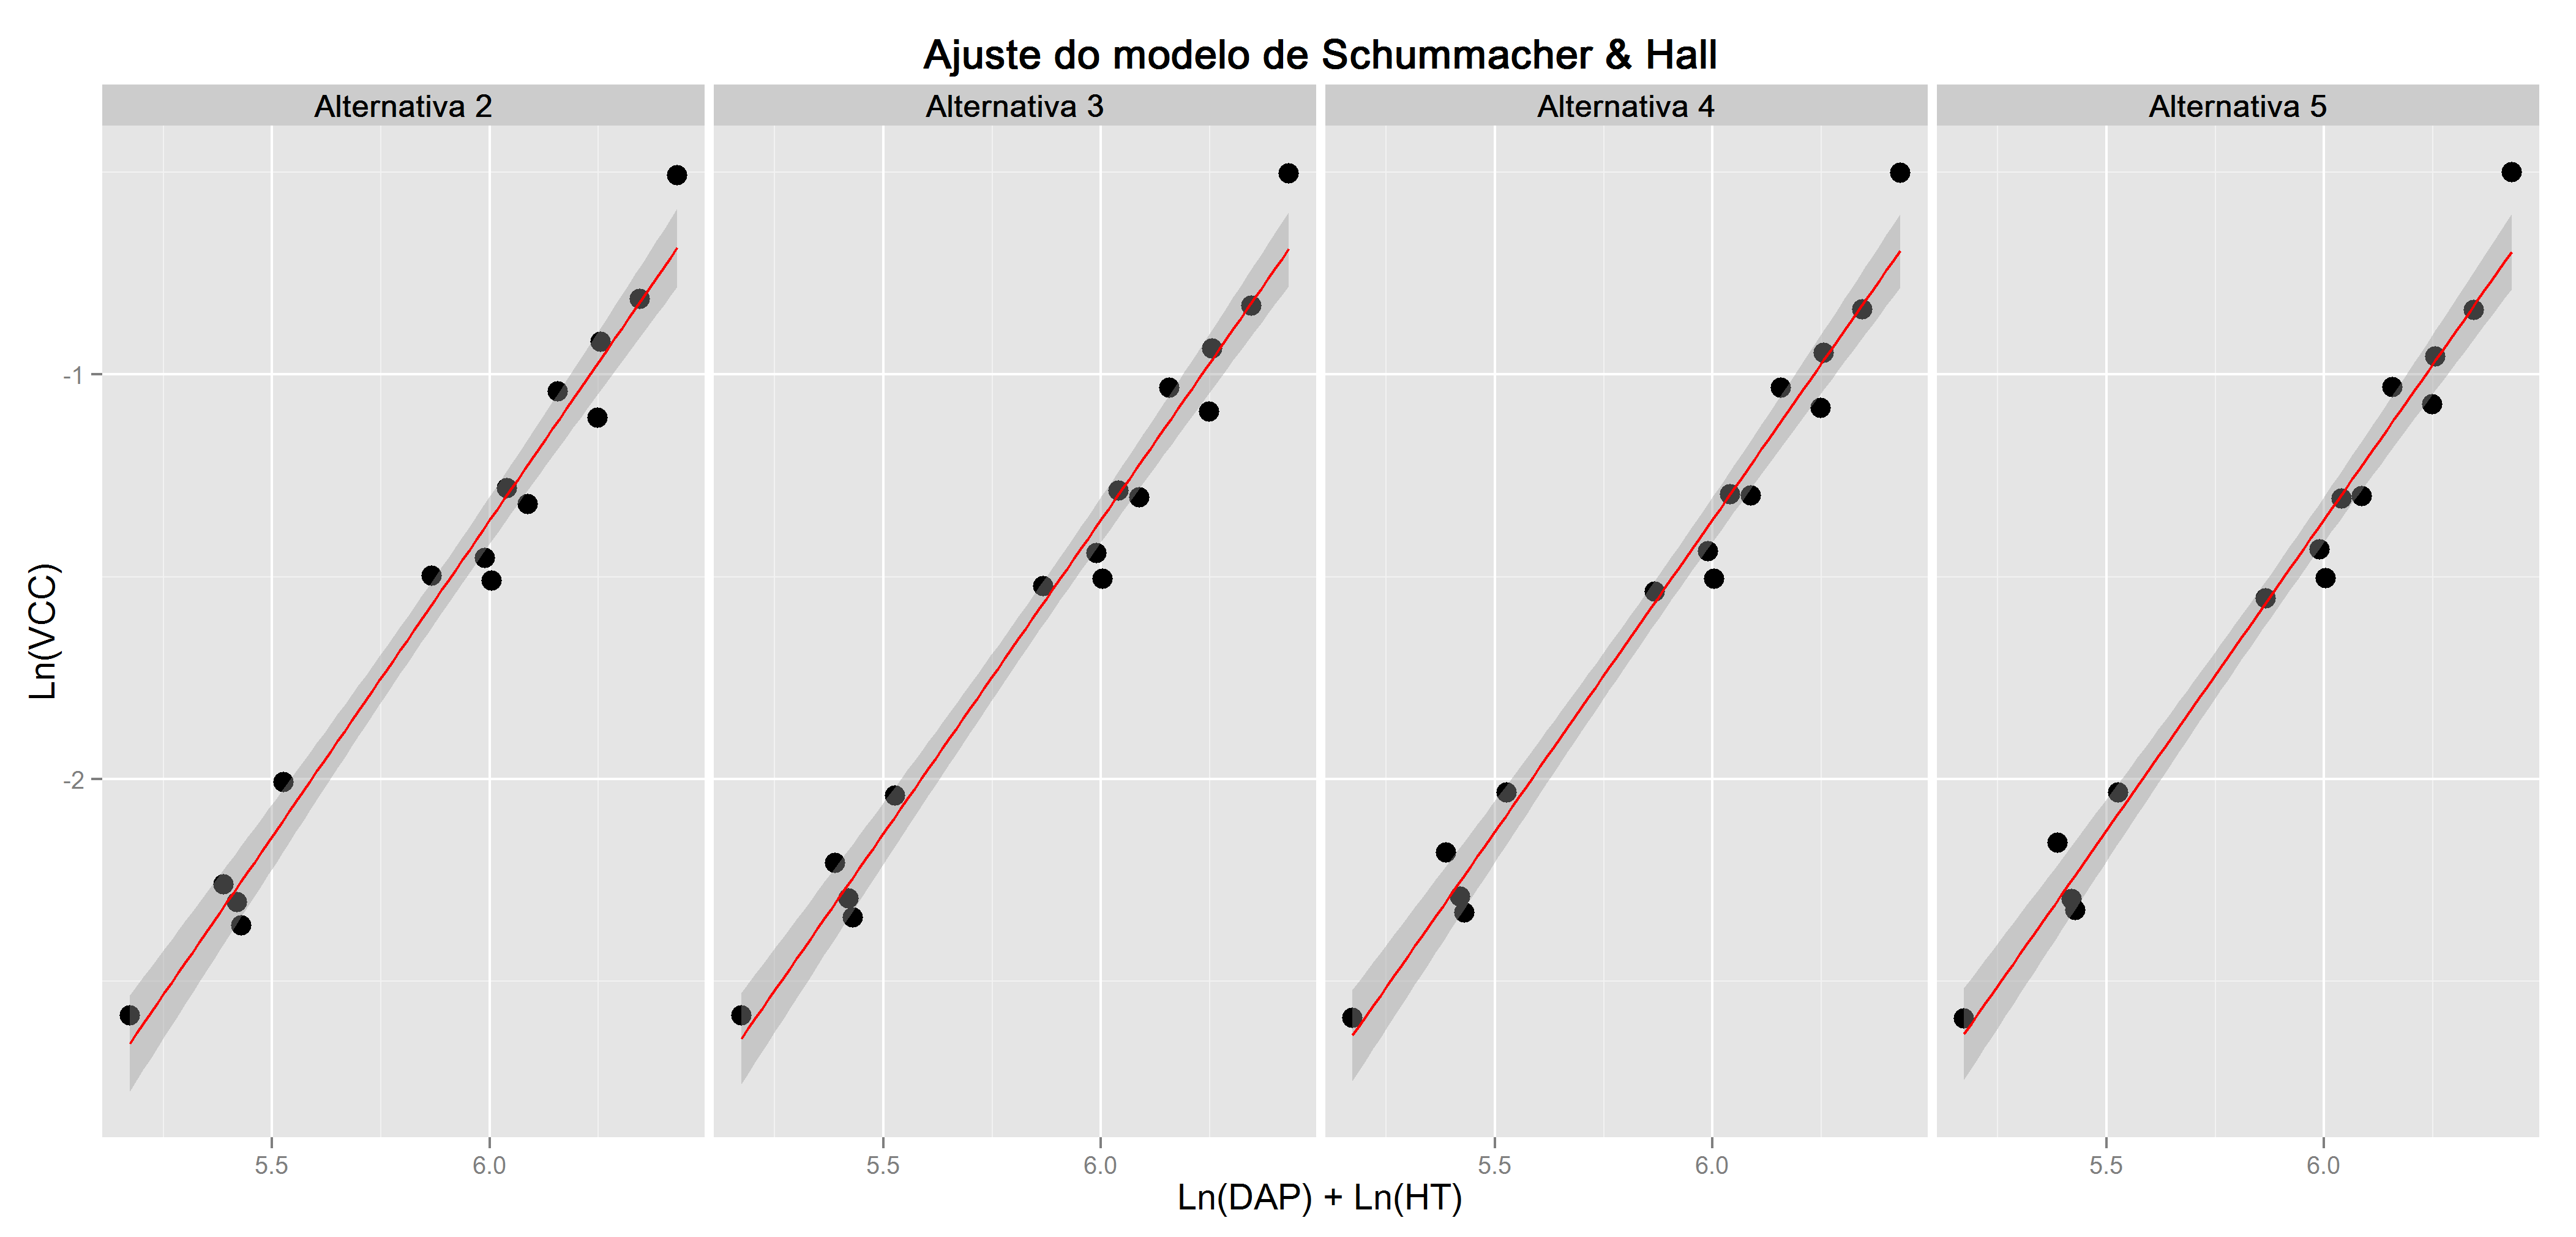 Ajuste do modelo de Schummacher & Hall
Alternativa 2
Alternativa 3
Alternativa 4
Alternativa 5
Ln(VCC)
-1
-2
5.5 6.0
5.5 6.0
5.5 6.0
5.5 6.0
Ln(DAP) + Ln(HT)